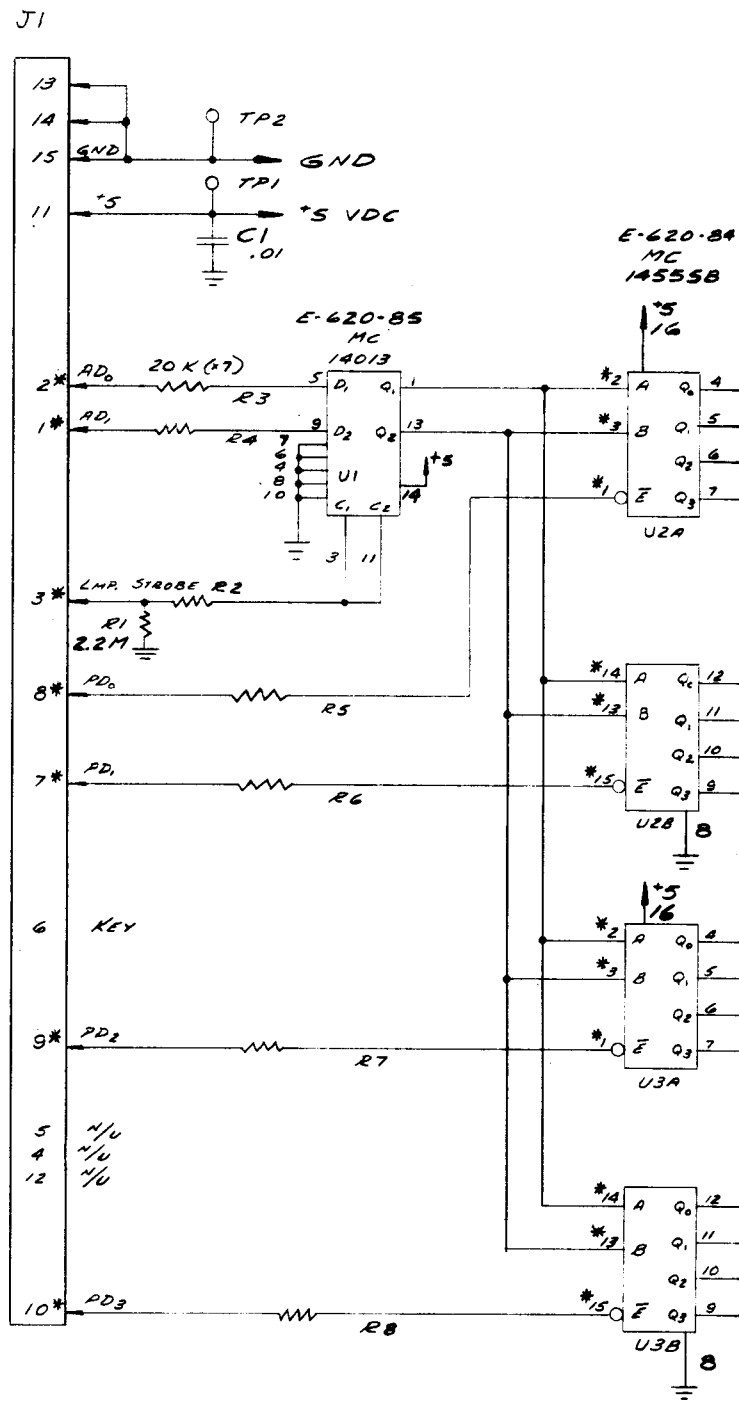 J1
13
14
TP2
15 GND
GND
TP1
11 +5
+5 VDC
C1
.01
E-620-84
MC
14555B
+5
16
E-620-85
MC
14013
2* AD0 20K (x7) R3 5 D1 Q1 1 *2 A Q0 4
1* AD1 R4 9 D2 Q2 13 *3 B Q1 5
7
6
4
8
10
U1
+5
14
Q2 6
*1 E Q3 7
C1 C2
U2A
3 11
3* LMP. STROBE R2
R1
2.2M
8* PD0 R5
*14 A Q0 12
*13 B Q1 11
Q2 10
7* PD1 R6 *15 E Q3 9
U2B 8
+5
16
6 KEY
*2 A Q0 4
*3 B Q1 5
Q2 6
9* PD2 R7 *1 E Q3 7
U3A
5 N/U
4 N/U
12 N/U
*14 A Q0 12
*13 B Q1 11
Q2 10
10* PD3 R8 *15 E Q3 9
U3B 8